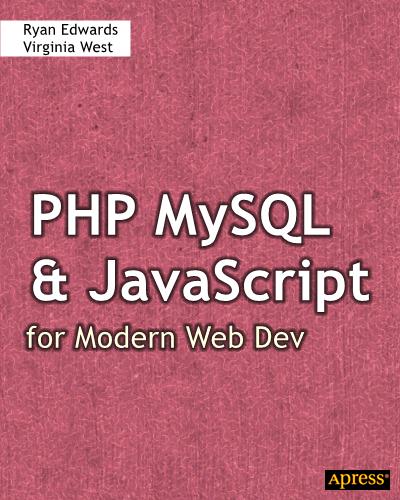 Ryan Edwards
Virginia West
PHP MySQL
& JavaScript
for Modern Web Dev
Apress®